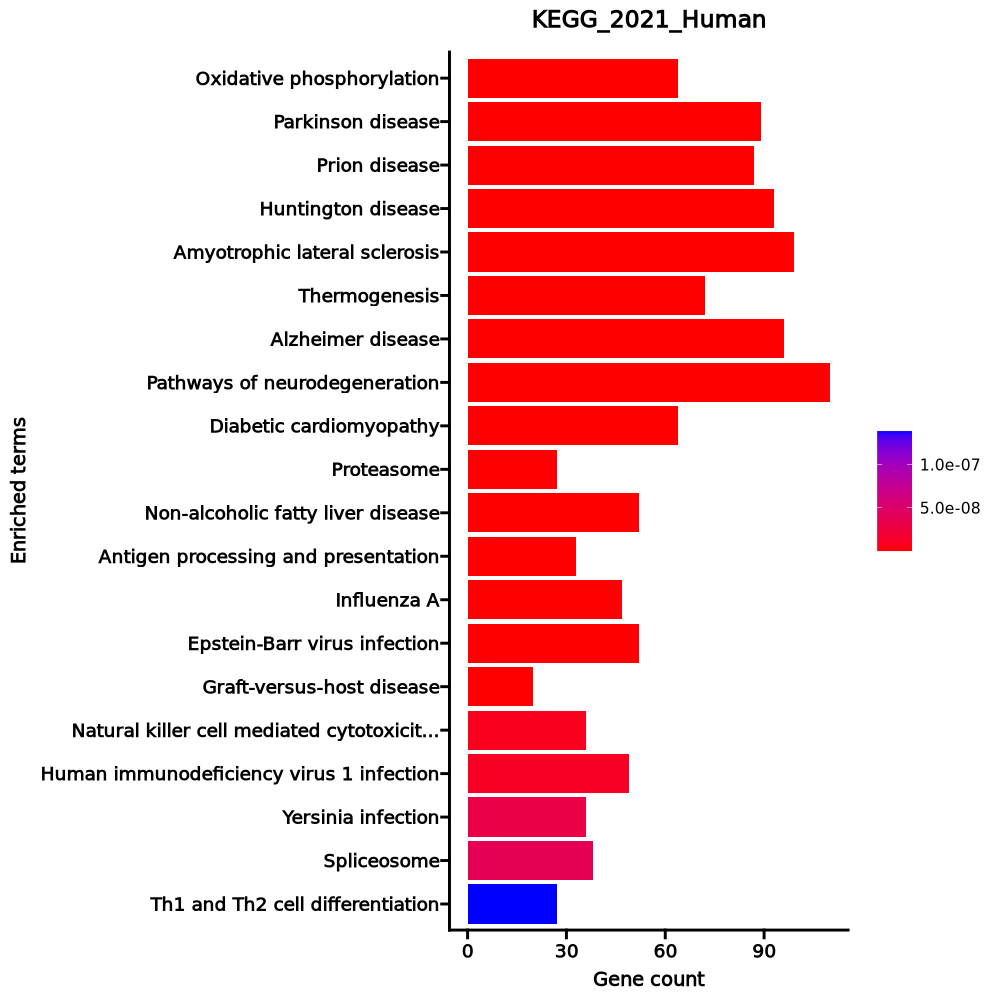 KEGG_2021_Human
Oxidative phosphorylation
Parkinson disease
Prion disease
Huntington disease
Amyotrophic lateral sclerosis
Thermogenesis
Alzheimer disease
Pathways of neurodegeneration
Diabetic cardiomyopathy
Proteasome
Non-alcoholic fatty liver disease
Antigen processing and presentation
Influenza A
Epstein-Barr virus infection
Graft-versus-host disease
Natural killer cell mediated cytotoxicit...
Human immunodeficiency virus 1 infection
Yersinia infection
Spliceosome
Th1 and Th2 cell differentiation
Enriched terms
0 30 60 90
Gene count
1.0e-07
5.0e-08